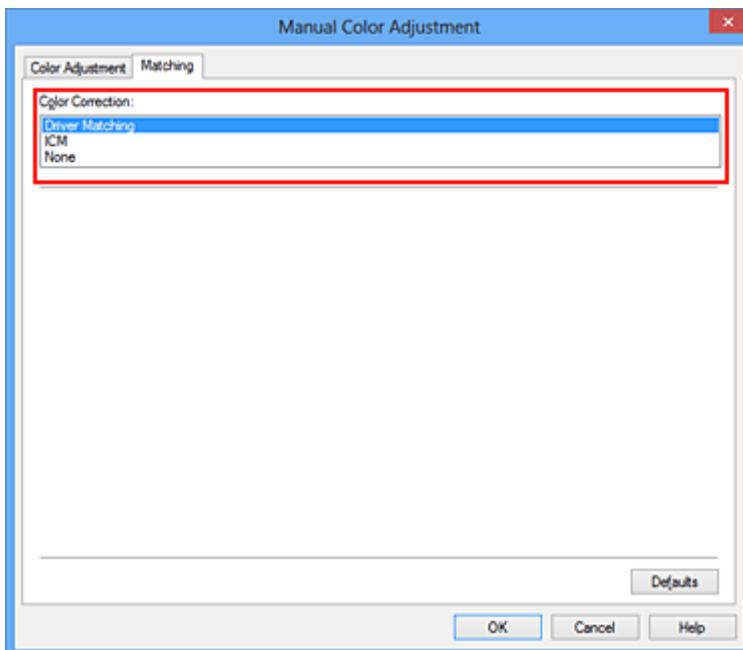 Manual Color Adjustment
Color Adjustment Matching
Color Correction:
Driver Matching
ICM
None
Defaults
OK Cancel Help